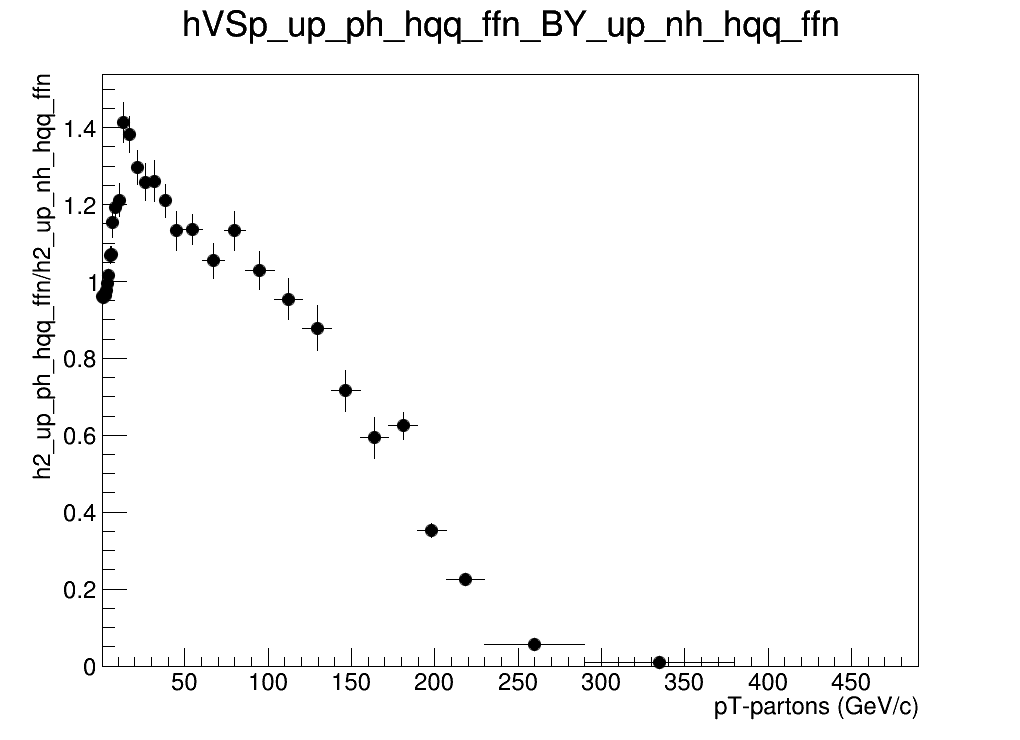 hVSp_up_ph_hqq_ffn_BY_up_nh_hqq_ffn
h2_up_ph_hqq_ffn/h2_up_nh_hqq_ffn
1.4
1.2
1
0.8
0.6
0.4
0.2
0
50 100 150 200 250 300 350 400 450
pT-partons (GeV/c)